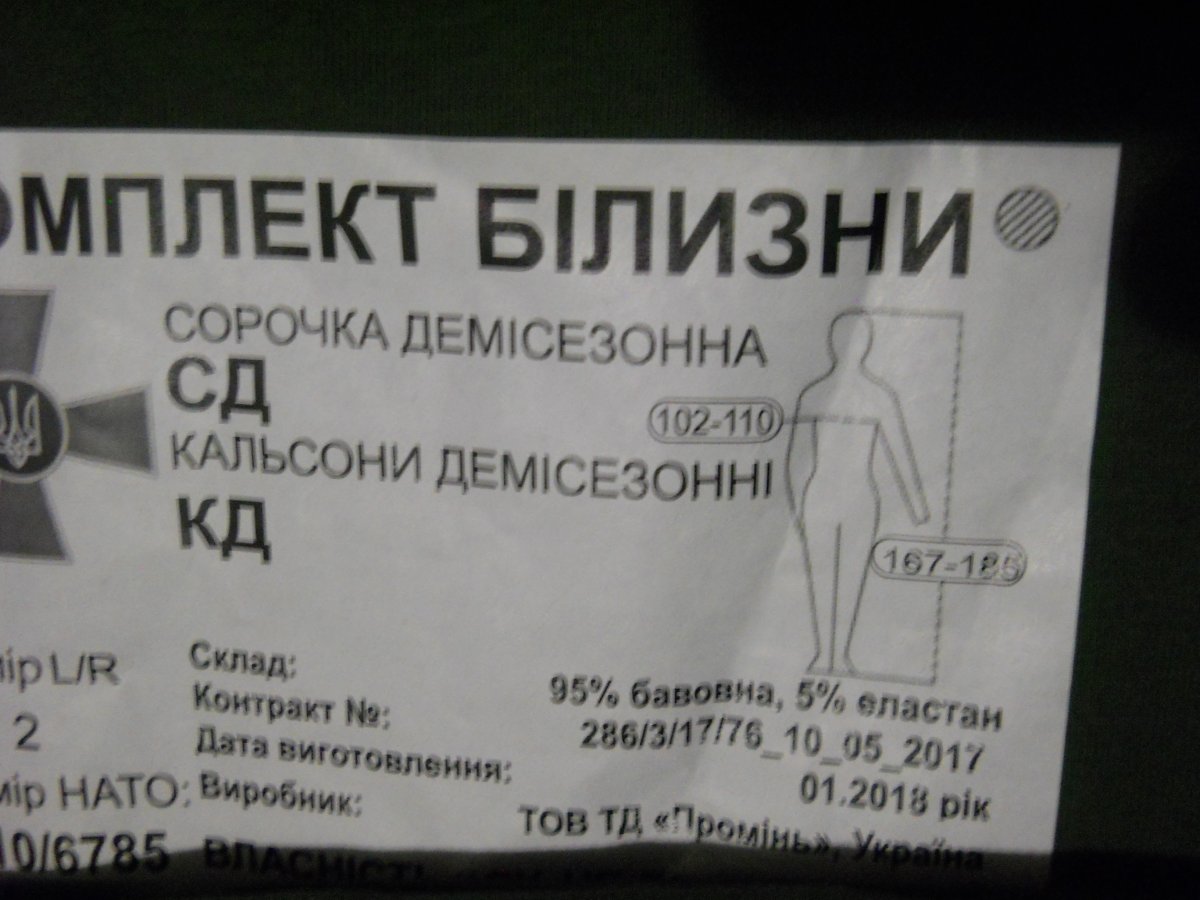 ОМПЛЕКТ БІЛИЗНИ
СОРОЧКА ДЕМІСЕЗОННА
СД
102-110
КАЛЬСОНИ ДЕМІСЕЗОННІ
КД
167-185
мір L/R
2
мір НАТО:
10/6785
Склад: 95% бавовна, 5% еластан
Контракт №: 286/3/17/76_10_05_2017
Дата виготовлення: 01.2018 рік
Виробник: ТОВ ТД «Промінь», Україна